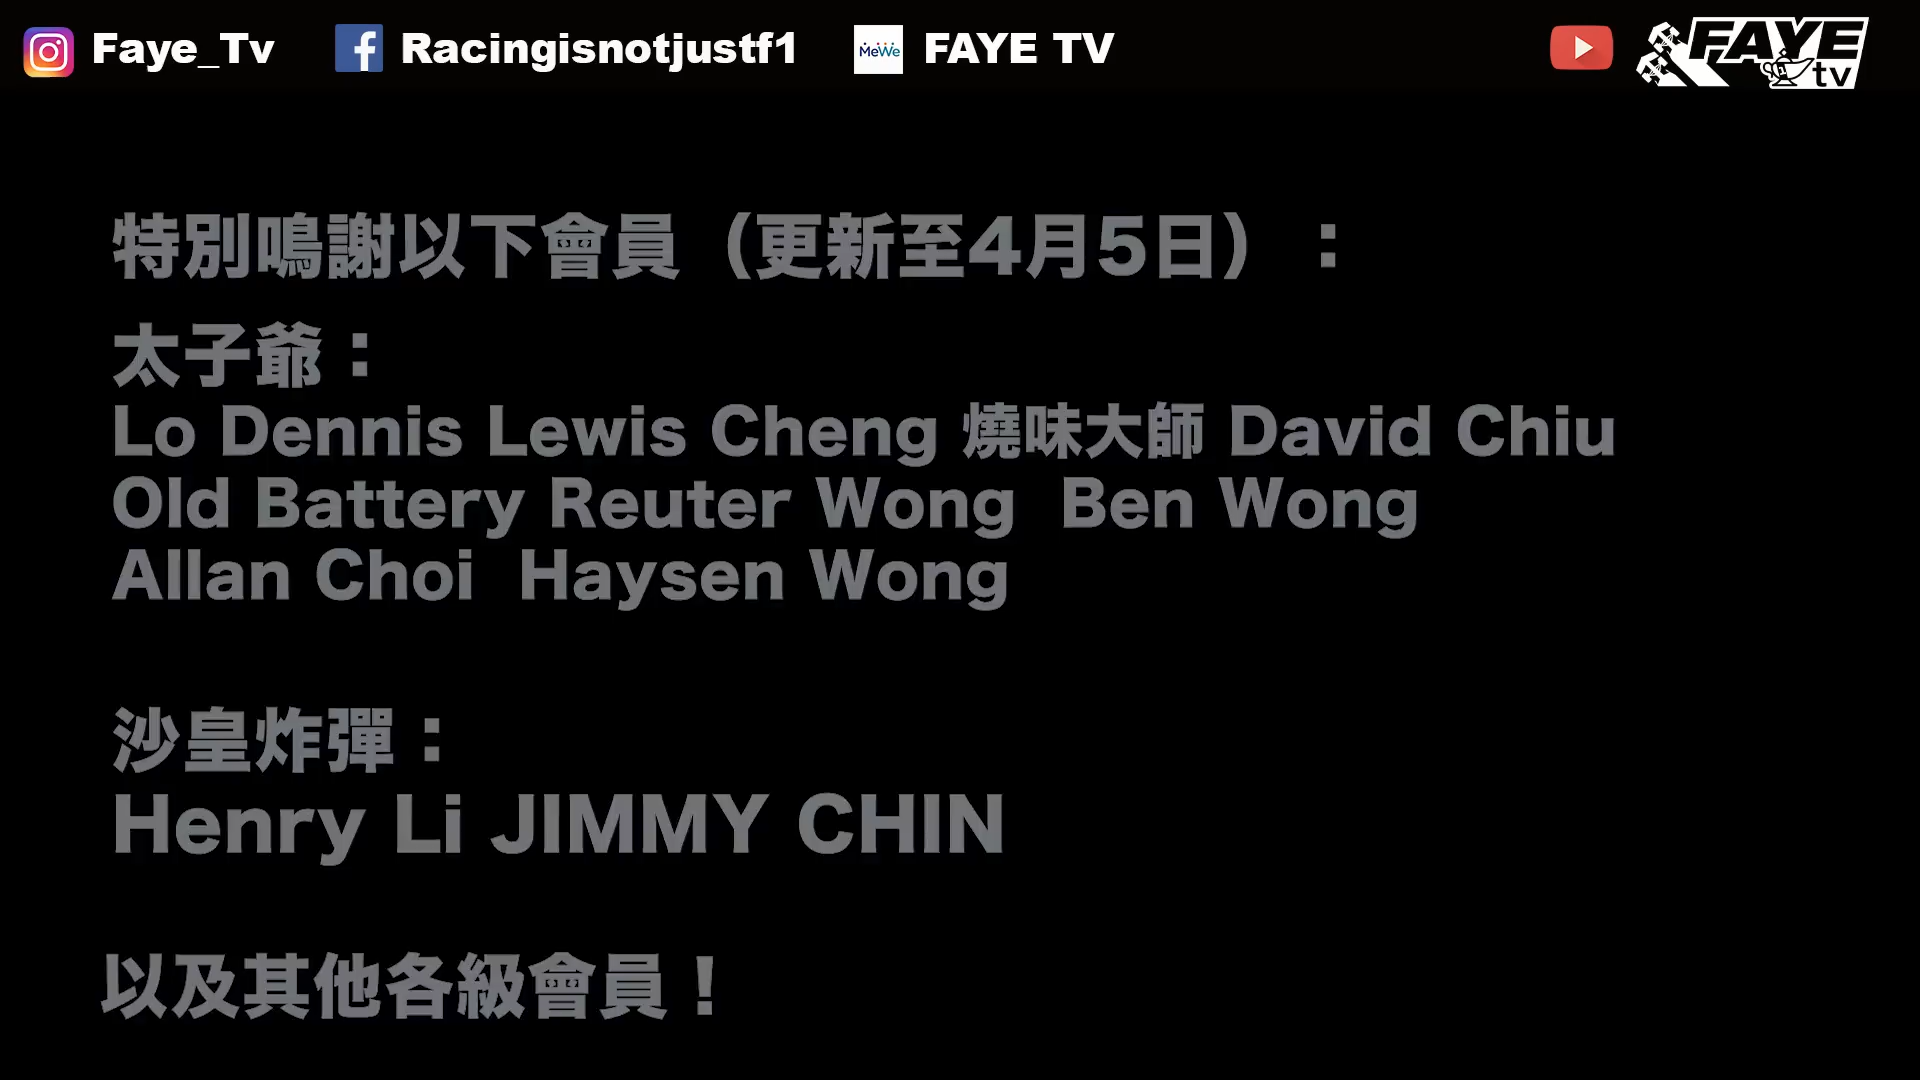 Faye_Tv Racingisnotjustf1 MeWe FAYE TV FAYE tv
特別鳴謝以下會員（更新至4月5日）：
太子爺：
Lo Dennis Lewis Cheng 燒味大師 David Chiu
Old Battery Reuter Wong Ben Wong
Allan Choi Haysen Wong
沙皇炸彈：
Henry Li JIMMY CHIN
以及其他各級會員！